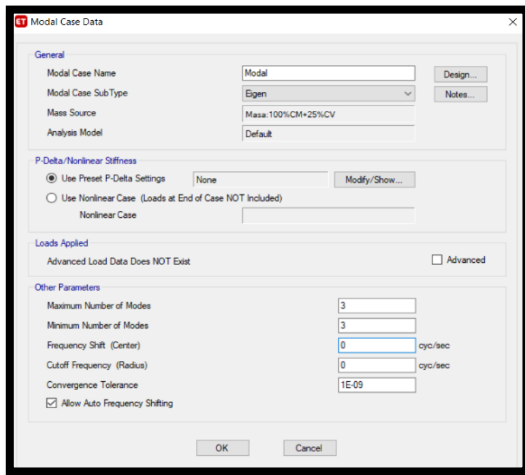 ET Modal Case Data
General
Modal Case Name Modal Design...
Modal Case SubType Eigen Notes...
Mass Source Masa:100%CM+25%CV
Analysis Model Default
P-Delta/Nonlinear Stiffness
Use Preset P-Delta Settings None Modify/Show...
Use Nonlinear Case (Loads at End of Case NOT Included)
Nonlinear Case
Loads Applied
Advanced Load Data Does NOT Exist Advanced
Other Parameters
Maximum Number of Modes 3
Minimum Number of Modes 3
Frequency Shift (Center) 0 cyc/sec
Cutoff Frequency (Radius) 0 cyc/sec
Convergence Tolerance 1E-09
Allow Auto Frequency Shifting
OK Cancel